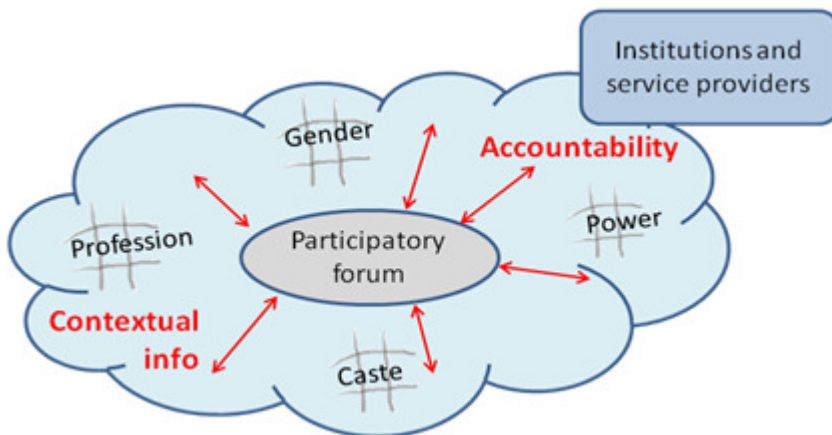 Institutions and
service providers
Gender
Accountability
Profession
Power
Participatory
forum
Contextual
info
Caste